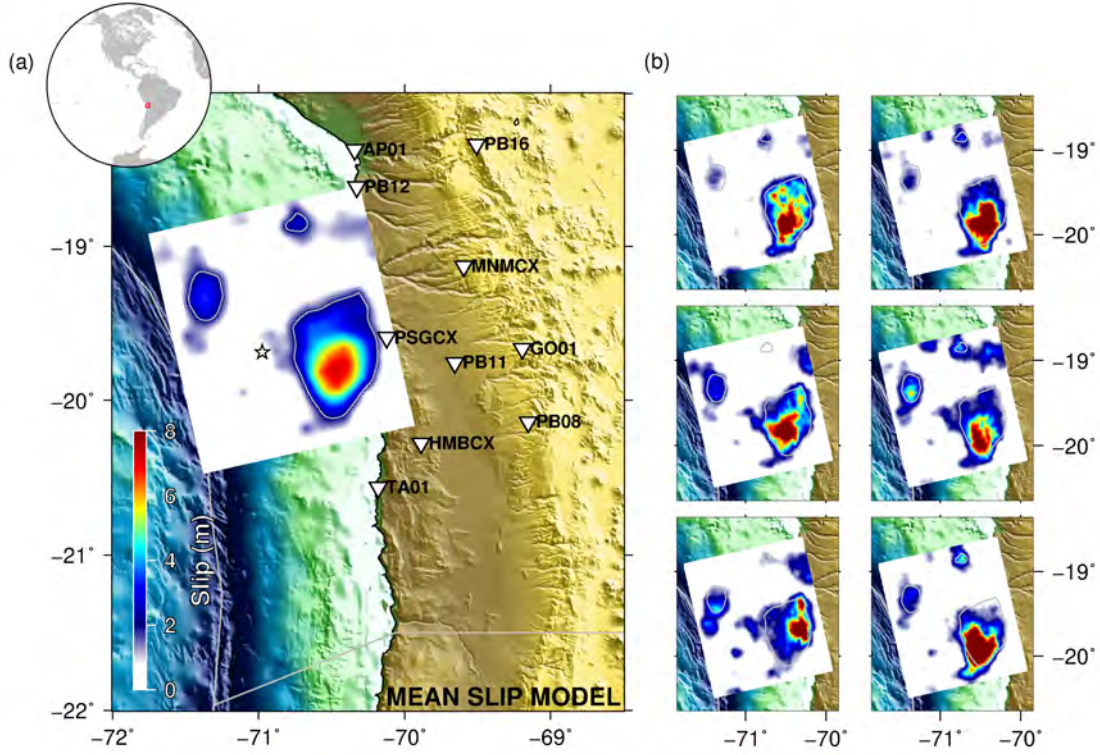 (a)
(b)
AP01
PB16
PB12
MNMCX
PSGCX
GO01
PB11
PB08
HMBCX
TA01
−19°
−20°
−21°
−22°
8
6
4
2
0
Slip (m)
MEAN SLIP MODEL
−72 −71 −70 −69
−19°
−20°
−19°
−20°
−19°
−20°
−71° −70° −71° −70°